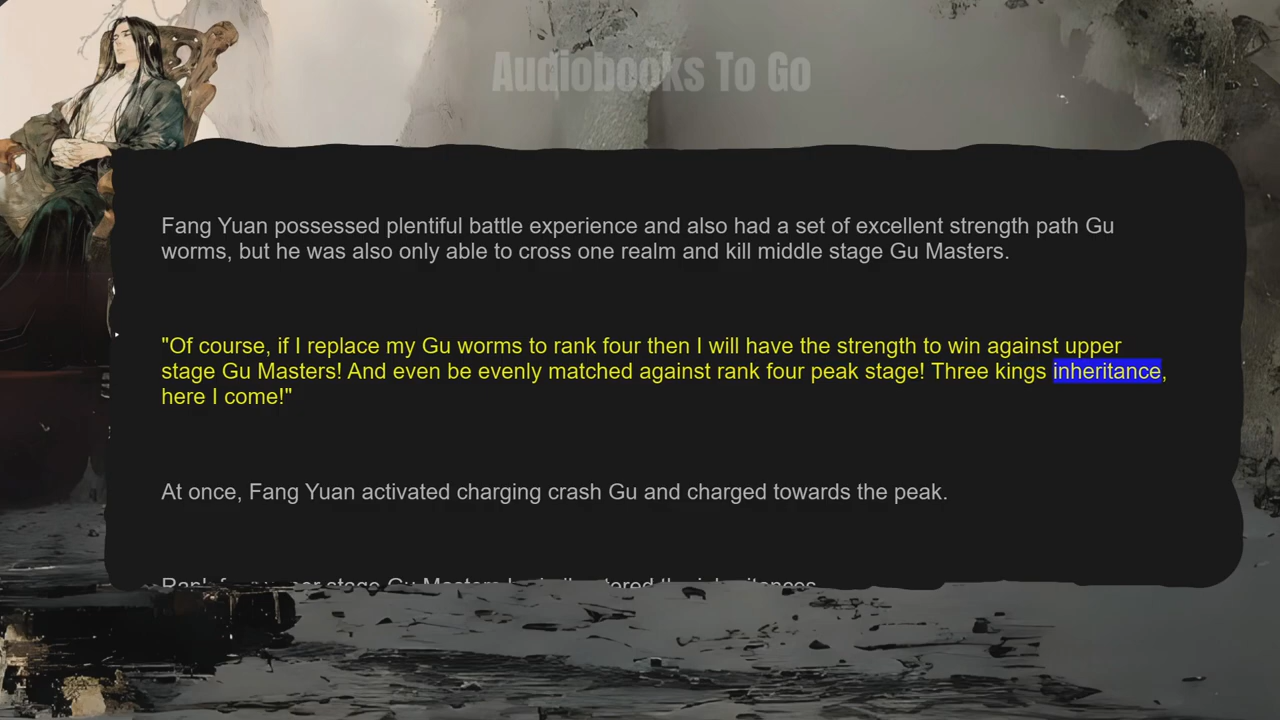 Audiobooks To Go
Fang Yuan possessed plentiful battle experience and also had a set of excellent strength path Gu
worms, but he was also only able to cross one realm and kill middle stage Gu Masters.
"Of course, if I replace my Gu worms to rank four then I will have the strength to win against upper
stage Gu Masters! And even be evenly matched against rank four peak stage! Three kings inheritance,
here I come!"
At once, Fang Yuan activated charging crash Gu and charged towards the peak.
stage Gu Masters